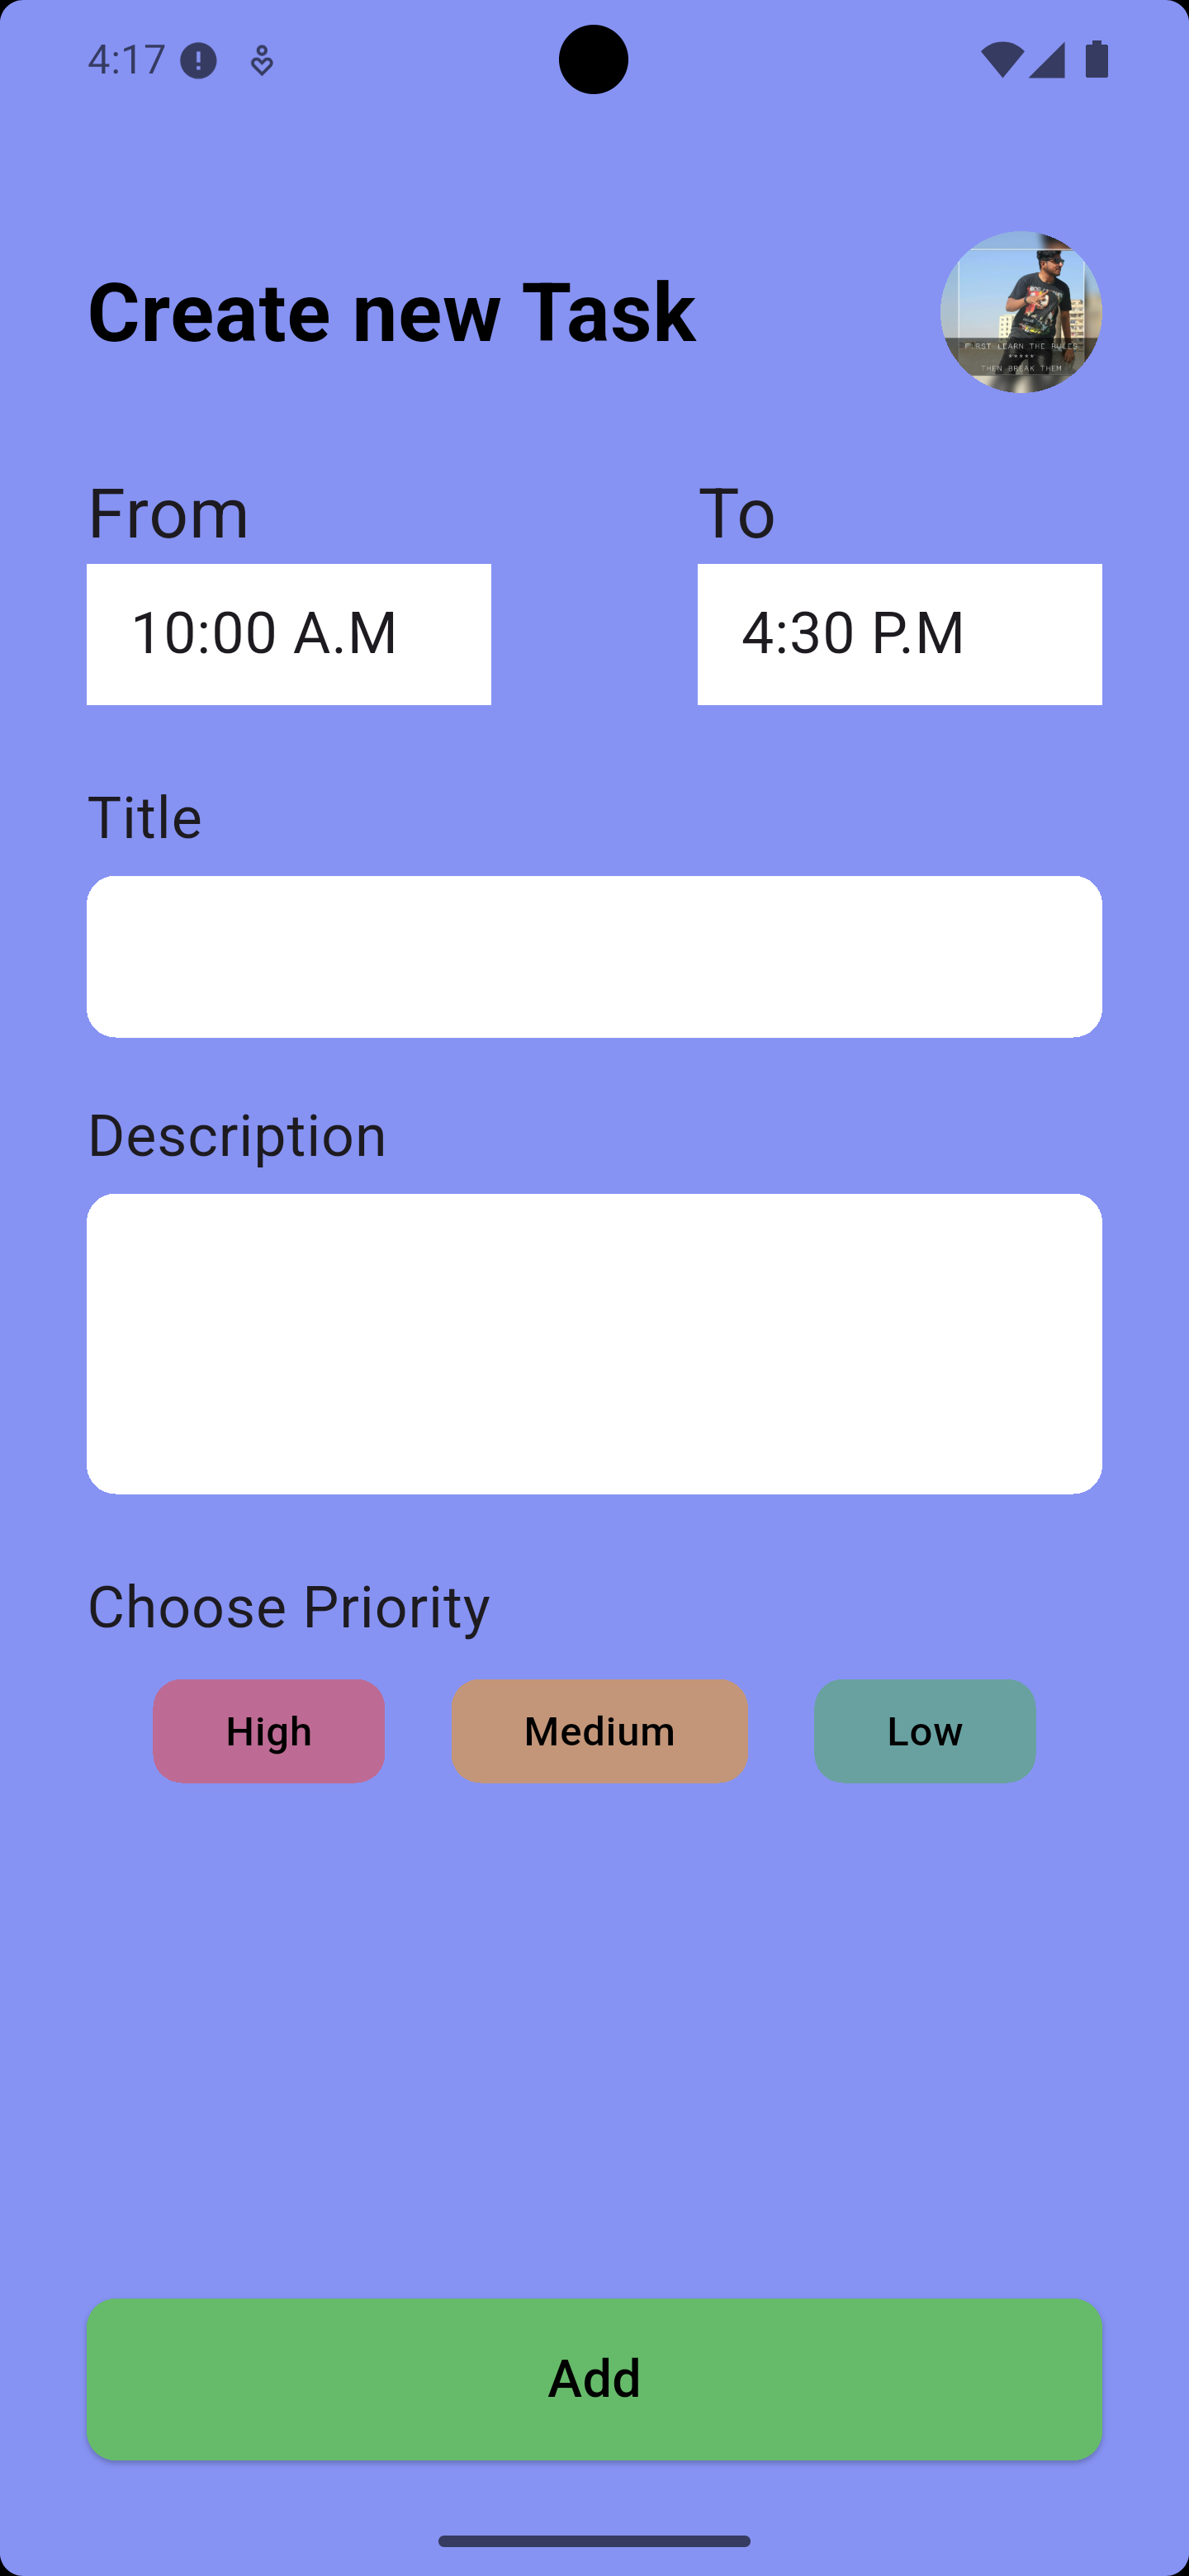 4:17
Create new Task
FIRST LEARN THE RULES
*****
THEN BREAK THEM
From To
10:00 A.M 4:30 P.M
Title
Description
Choose Priority
High Medium Low
Add